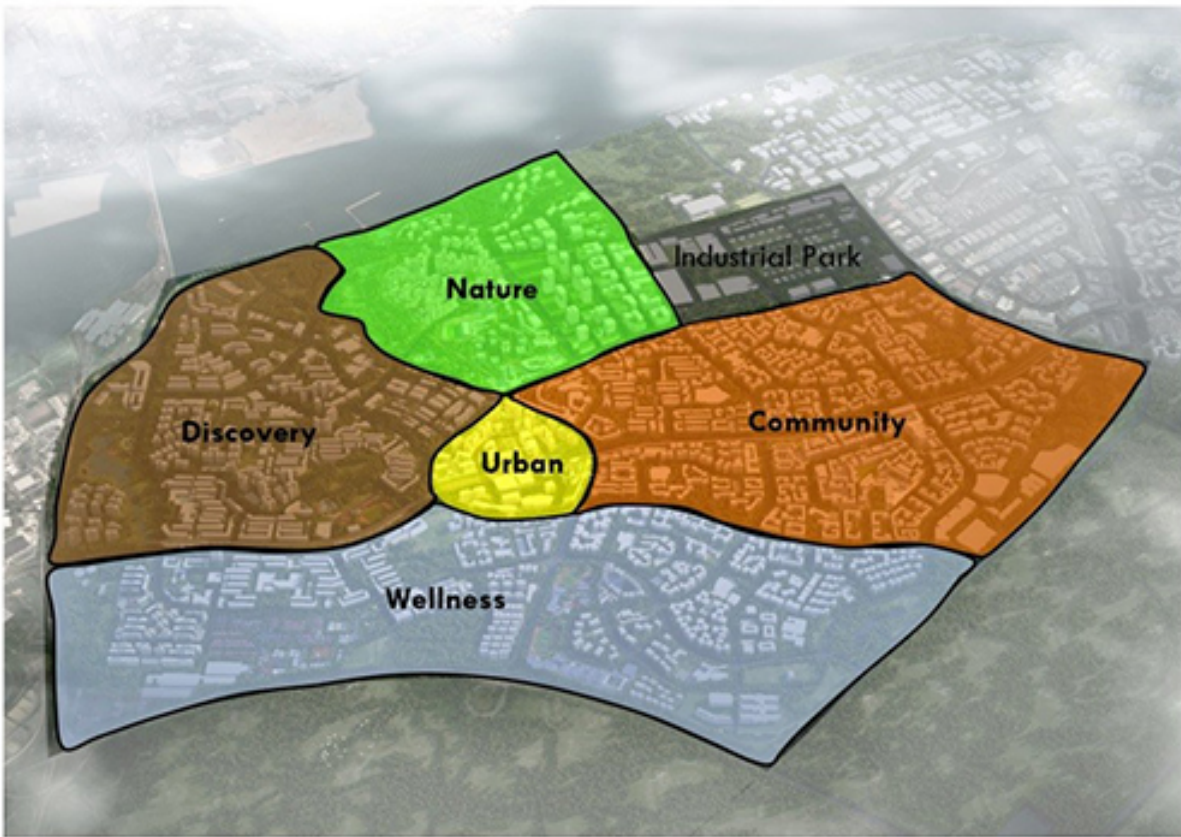 Industrial Park
Nature
Community
Discovery
Urban
Wellness